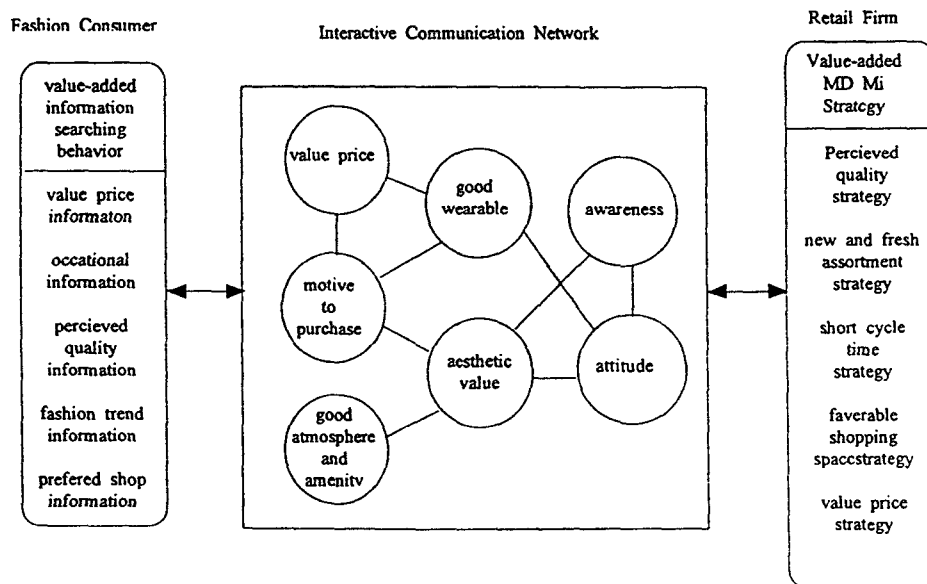 Fashion Consumer
Interactive Communication Network
Retail Firm
value-added
information
searching
behavior
value price
informaton
occational
information
percieved
quality
information
fashion trend
information
prefered shop
information
value price
good
wearable
awareness
motive
to
purchase
aesthetic
value
attitude
good
atmosphere
and
amenity
Value-added
MD Mi
Strategy
Percieved
quality
strategy
new and fresh
assortment
strategy
short cycle
time
strategy
faverable
shopping
spacestrategy
value price
strategy